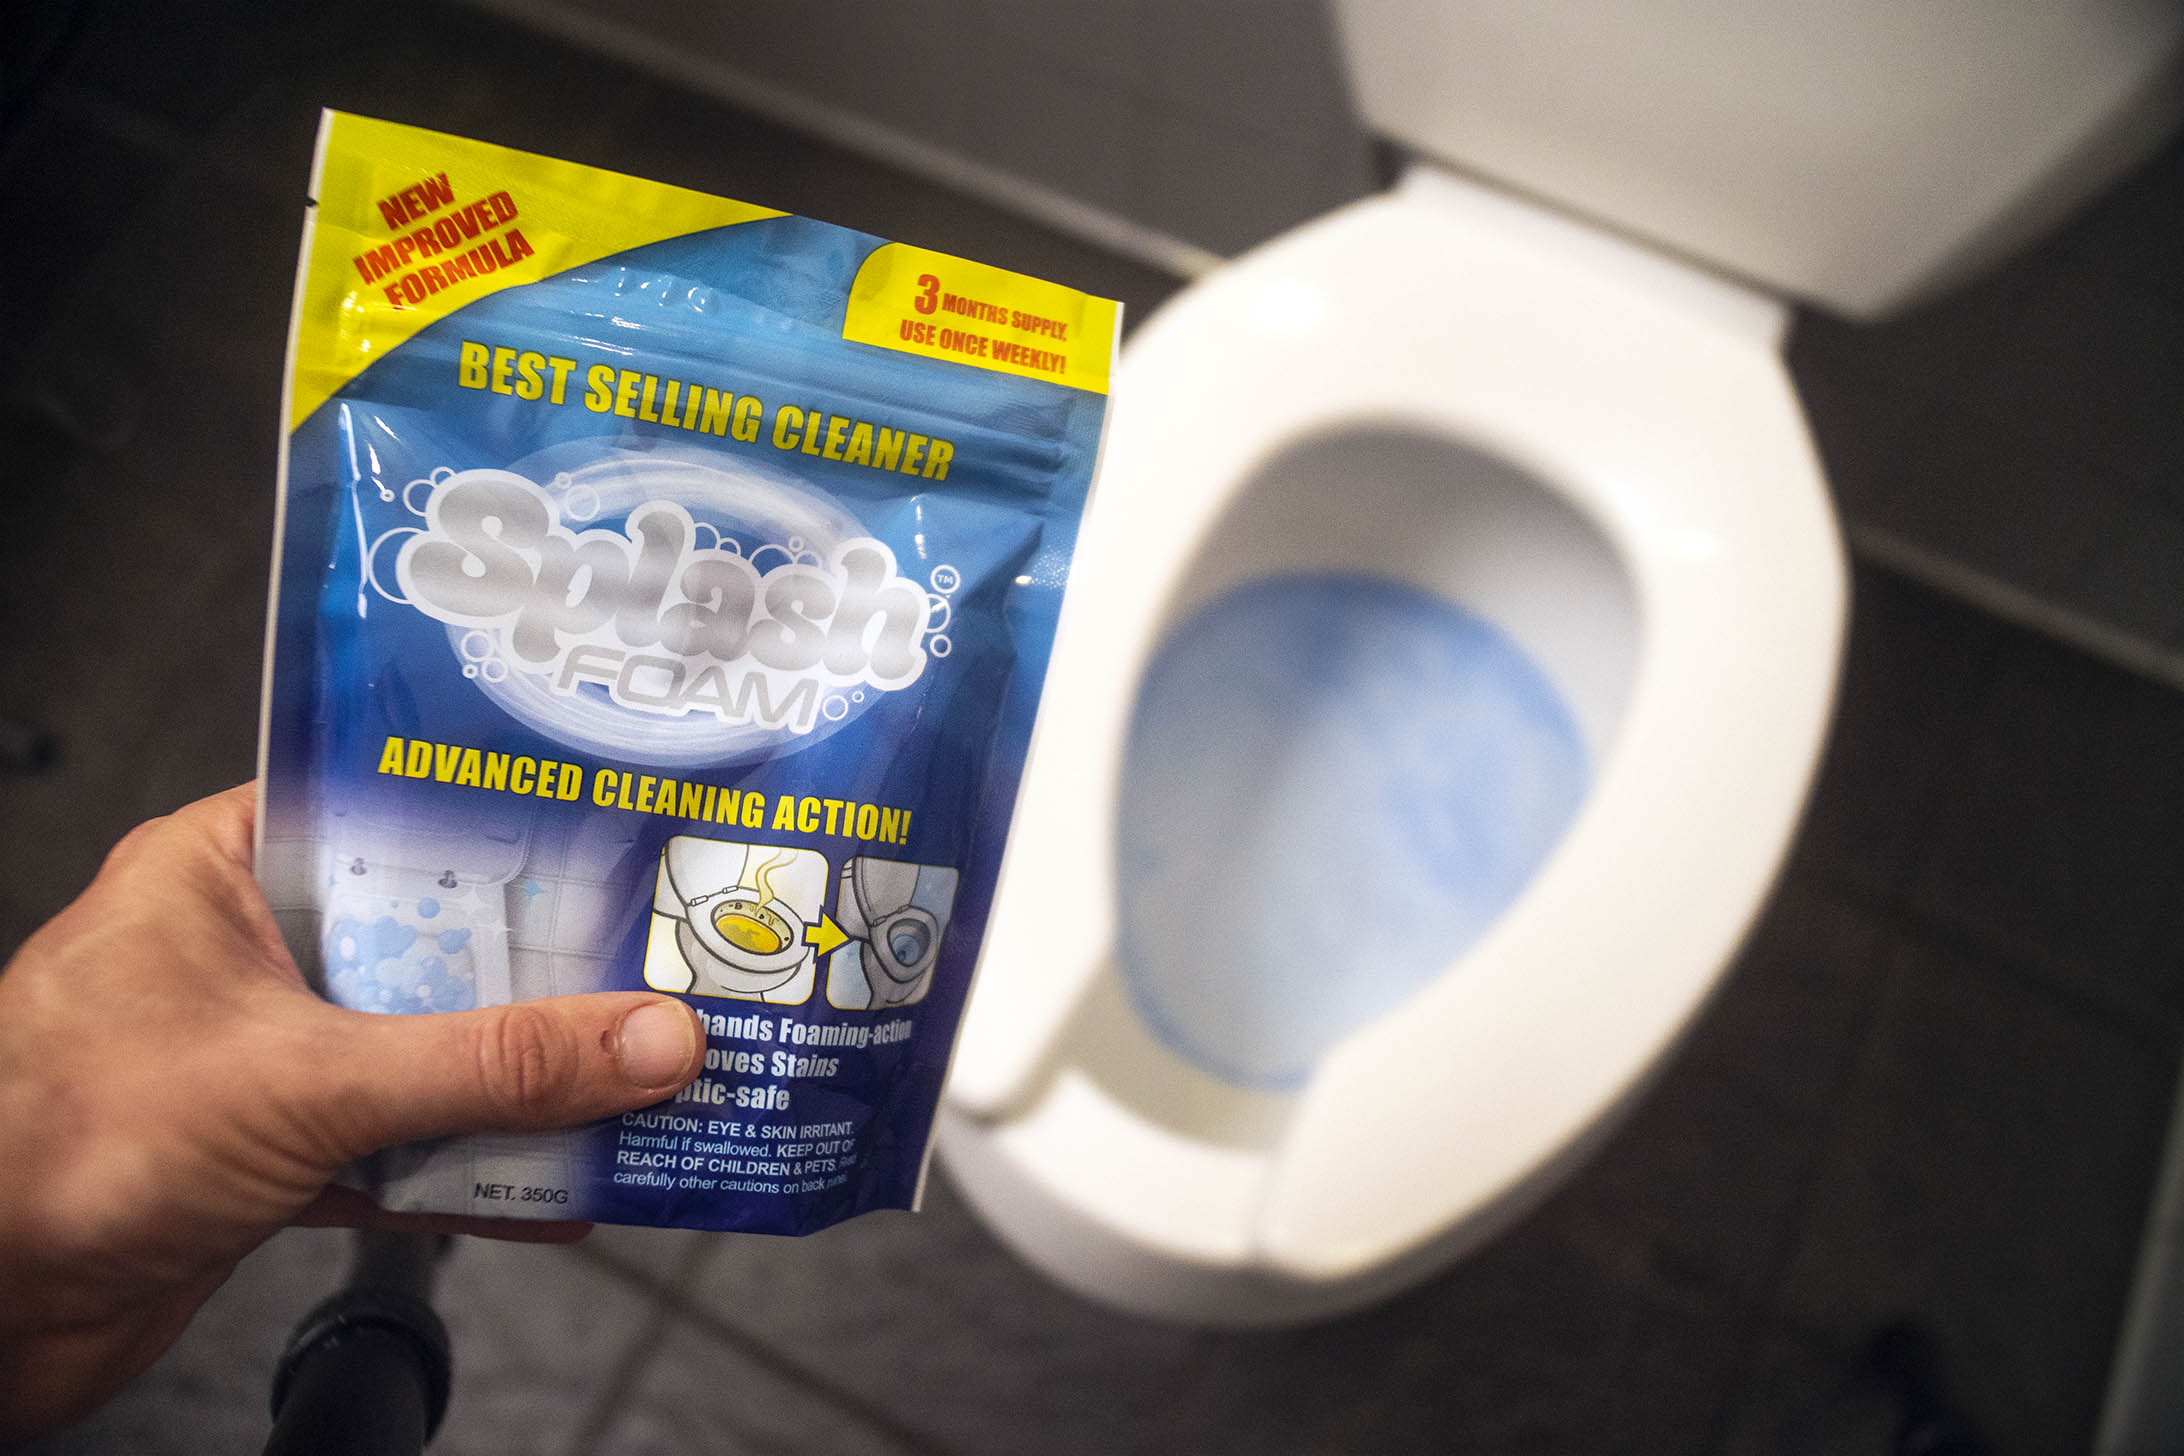 NEW
IMPROVED
FORMULA
3 MONTHS SUPPLY,
USE ONCE WEEKLY!
BEST SELLING CLEANER
Splash
TM
FOAM
ADVANCED CLEANING ACTION!
hands Foaming-action
oves Stains
ptic-safe
CAUTION: EYE & SKIN IRRITANT.
Harmful if swallowed. KEEP OUT OF
REACH OF CHILDREN & PETS. Read
carefully other cautions on back
NET. 350G